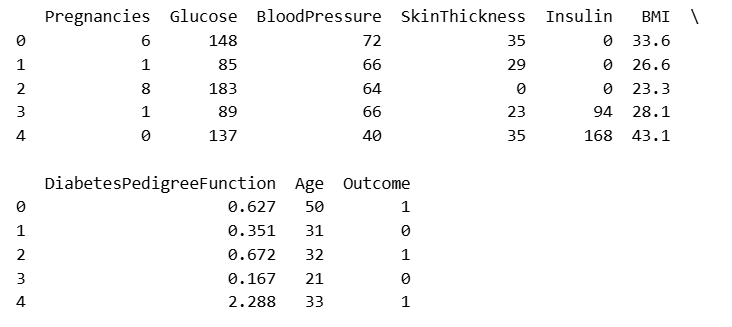 Pregnancies Glucose BloodPressure SkinThickness Insulin BMI \
0 6 148 72 35 0 33.6
1 1 85 66 29 0 26.6
2 8 183 64 0 0 23.3
3 1 89 66 23 94 28.1
4 0 137 40 35 168 43.1
DiabetesPedigreeFunction Age Outcome
0 0.627 50 1
1 0.351 31 0
2 0.672 32 1
3 0.167 21 0
4 2.288 33 1